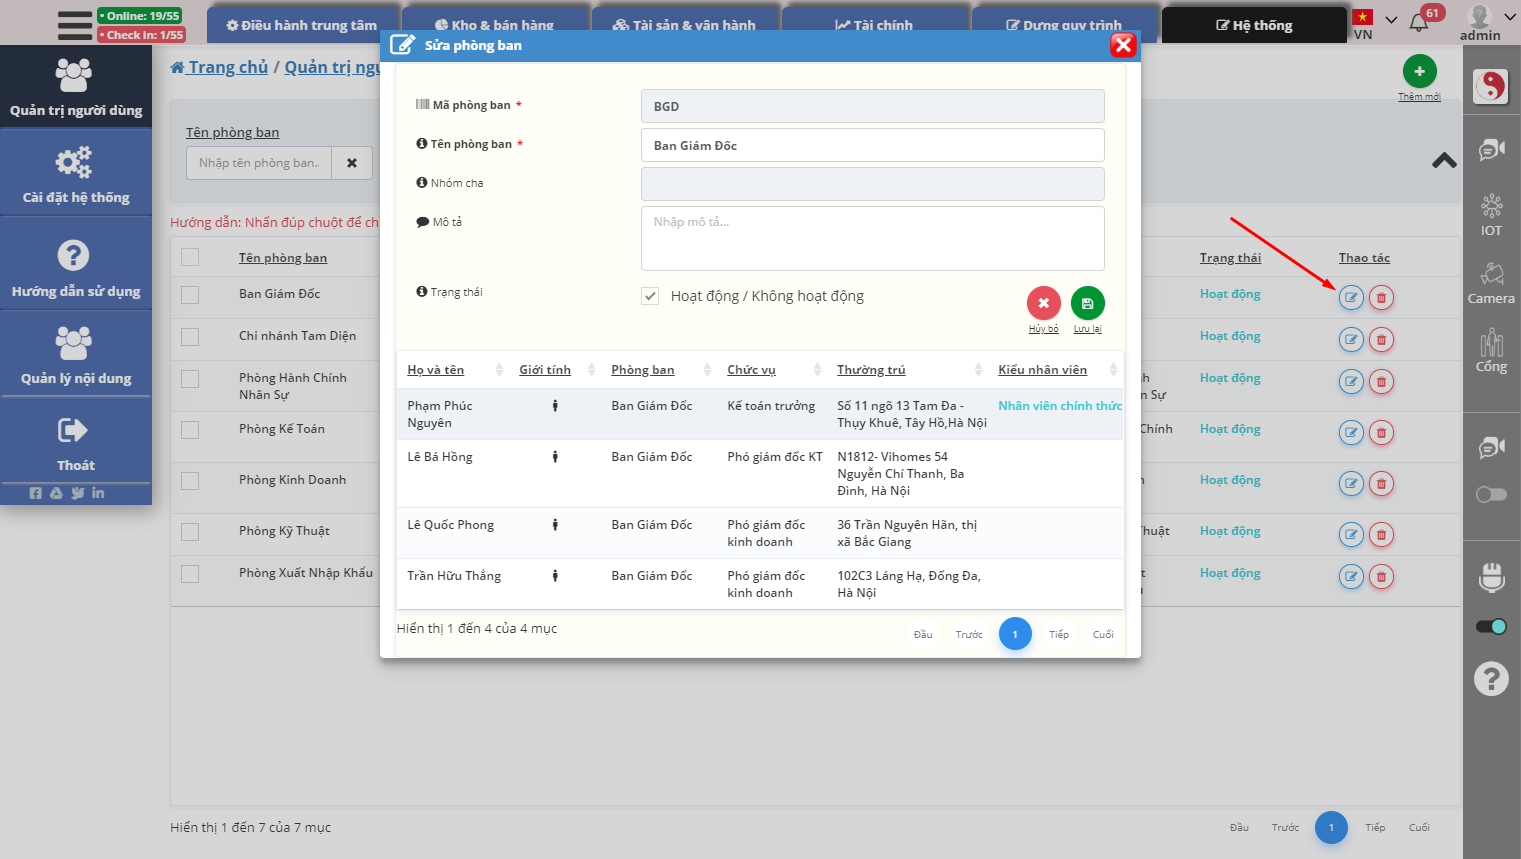 • Online: 19/55
• Check in: 1/55
Điều hành trung tâm
Kho & bán hàng
Tài sản & vận hành
Tài chính
Dựng quy trình
Hệ thống
VN
61
admin
Quản trị người dùng
Cài đặt hệ thống
Hướng dẫn sử dụng
Quản lý nội dung
Thoát
Trang chủ / Quản trị ngư
Thêm mới
Tên phòng ban
Nhập tên phòng ban..
Hướng dẫn: Nhấn đúp chuột để ch
Tên phòng ban
Trạng thái
Thao tác
Ban Giám Đốc
Hoạt động
Chi nhánh Tam Diện
Hoạt động
Phòng Hành Chính
Nhân Sự
Hoạt động
Phòng Kế Toán
Chính
Hoạt động
Phòng Kinh Doanh
Hoạt động
Phòng Kỹ Thuật
Hoạt động
Phòng Xuất Nhập Khẩu
Hoạt động
Hiển thị 1 đến 7 của 7 mục
Đầu
Trước
1
Tiếp
Cuối
IOT
Camera
Cổng
Sửa phòng ban
Mã phòng ban *
BGD
Tên phòng ban *
Ban Giám Đốc
Nhóm cha
Mô tả
Nhập mô tả...
Trạng thái
Hoạt động / Không hoạt động
Hủy bỏ
Lưu lại
Họ và tên
Giới tính
Phòng ban
Chức vụ
Thường trú
Kiểu nhân viên
Phạm Phúc
Nguyên
Ban Giám Đốc
Kế toán trưởng
Số 11 ngõ 13 Tam Đa -
Thụy Khuê, Tây Hồ,Hà Nội
Nhân viên chính thức
Lê Bá Hồng
Ban Giám Đốc
Phó giám đốc KT
N1812- Vihomes 54
Nguyễn Chí Thanh, Ba
Đình, Hà Nội
Lê Quốc Phong
Ban Giám Đốc
Phó giám đốc
kinh doanh
36 Trần Nguyên Hãn, thị
xã Bắc Giang
Trần Hữu Thắng
Ban Giám Đốc
Phó giám đốc
kinh doanh
102C3 Láng Hạ, Đống Đa,
Hà Nội
Hiển thị 1 đến 4 của 4 mục
Đầu
Trước
1
Tiếp
Cuối